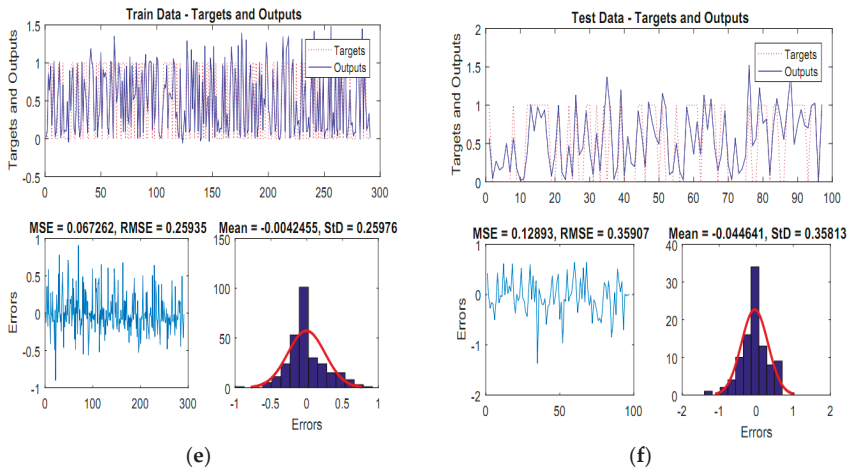 Train Data - Targets and Outputs
Targets and Outputs
1.5
1
0.5
0
-0.5
0 50 100 150 200 250 300
Targets
Outputs
MSE = 0.067262, RMSE = 0.25935
Errors
1
0.5
0
-0.5
-1
0 100 200 300
Mean = -0.0042455, StD = 0.25976
150
100
50
0
-1 -0.5 0 0.5 1
Errors
(e)
Test Data - Targets and Outputs
Targets and Outputs
2
1.5
1
0.5
0
0 10 20 30 40 50 60 70 80 90 100
Targets
Outputs
MSE = 0.12893, RMSE = 0.35907
Errors
1
0
-1
-2
0 50 100
Mean = -0.044641, StD = 0.35813
40
30
20
10
0
-2 -1 0 1 2
Errors
(f)